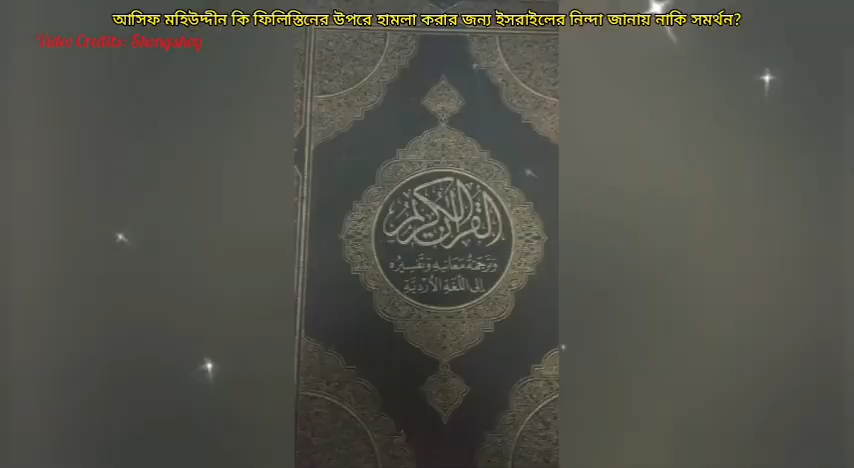 আসিফ মহিউদ্দীন কি ফিলিস্তিনের উপরে হামলা করার জন্য ইসরাইলের নিন্দা জানায় নাকি সমর্থন?
Video Credits: Shongshoy
القرآن الكريم
وترجمة معانيه وتفسيره
إلى اللغة الأردية